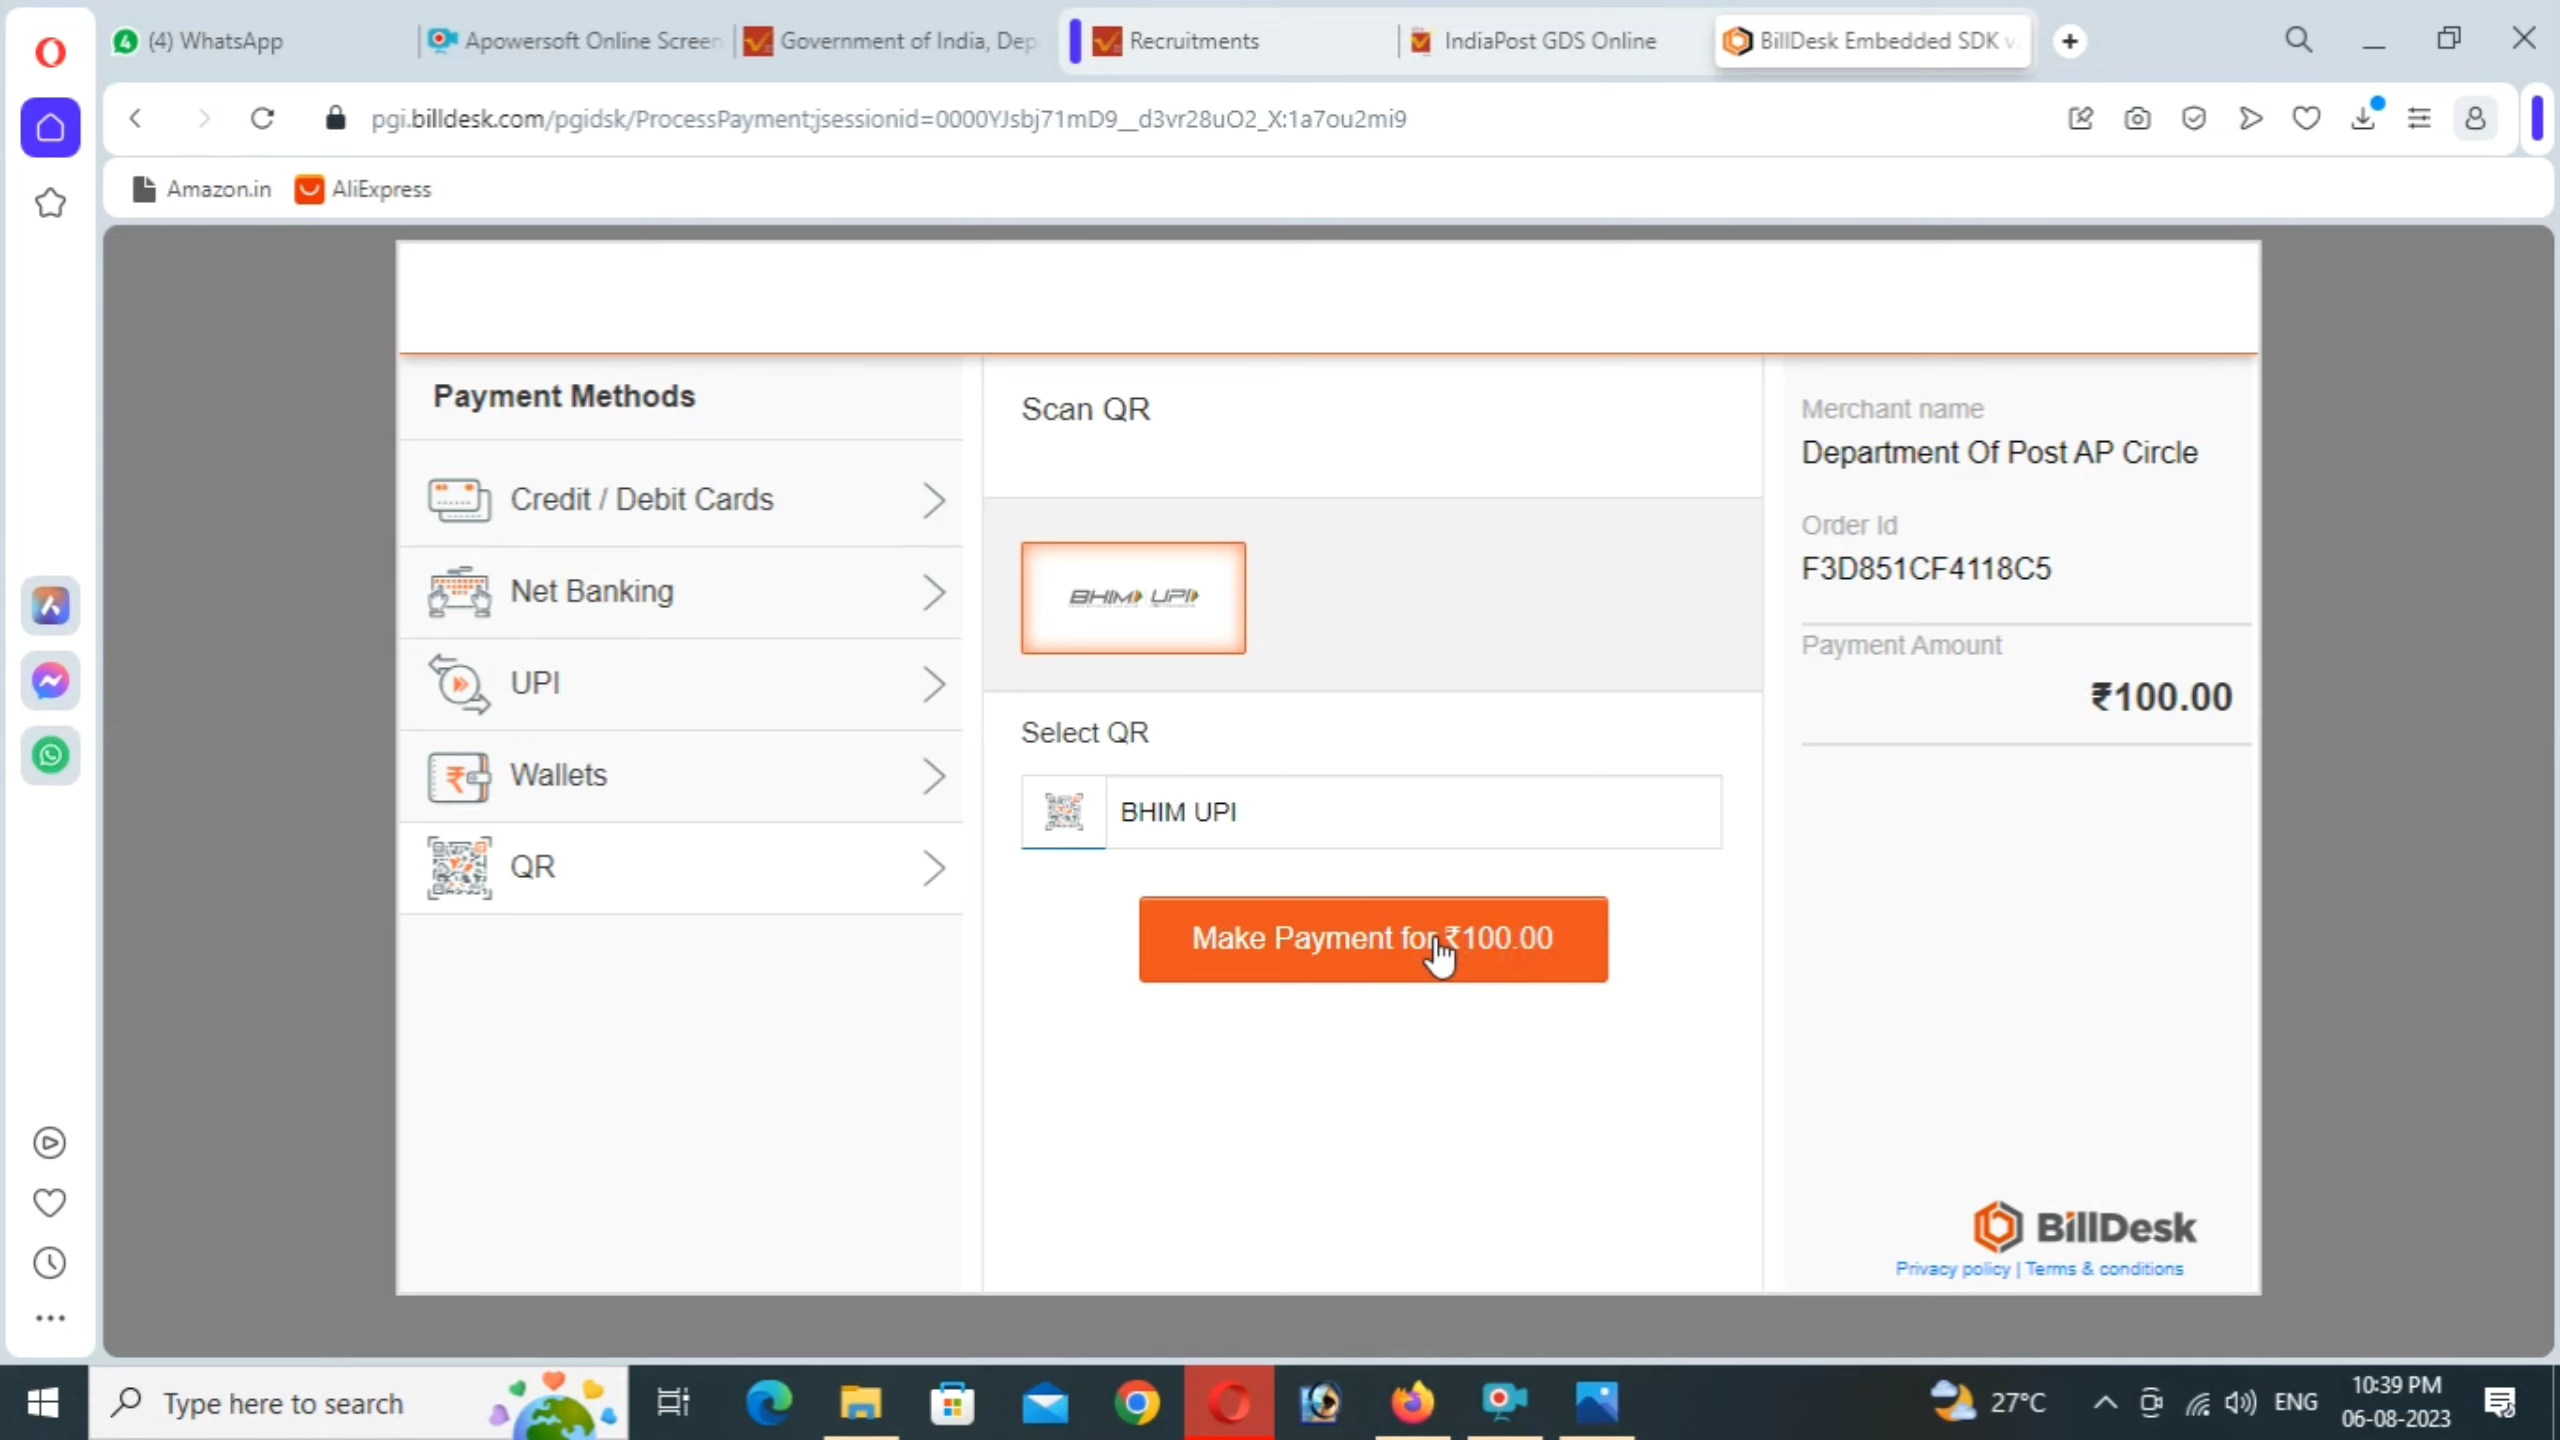 (4) WhatsApp
Apowersoft Online Screen
Government of India, Dep
Recruitments
IndiaPost GDS Online
BillDesk Embedded SDK v
pgi.billdesk.com/pgidsk/ProcessPayment;jsessionid=0000YJsbj71mD9__d3vr28uO2_X:1a7ou2mi9
Amazon.in
AliExpress
Payment Methods
Credit / Debit Cards
Net Banking
UPI
Wallets
QR
Scan QR
BHIM UPI
Select QR
BHIM UPI
Make Payment for ₹100.00
Merchant name
Department Of Post AP Circle
Order Id
F3D851CF4118C5
Payment Amount
₹100.00
BillDesk
Privacy policy | Terms & conditions
Type here to search
27°C
ENG
10:39 PM
06-08-2023